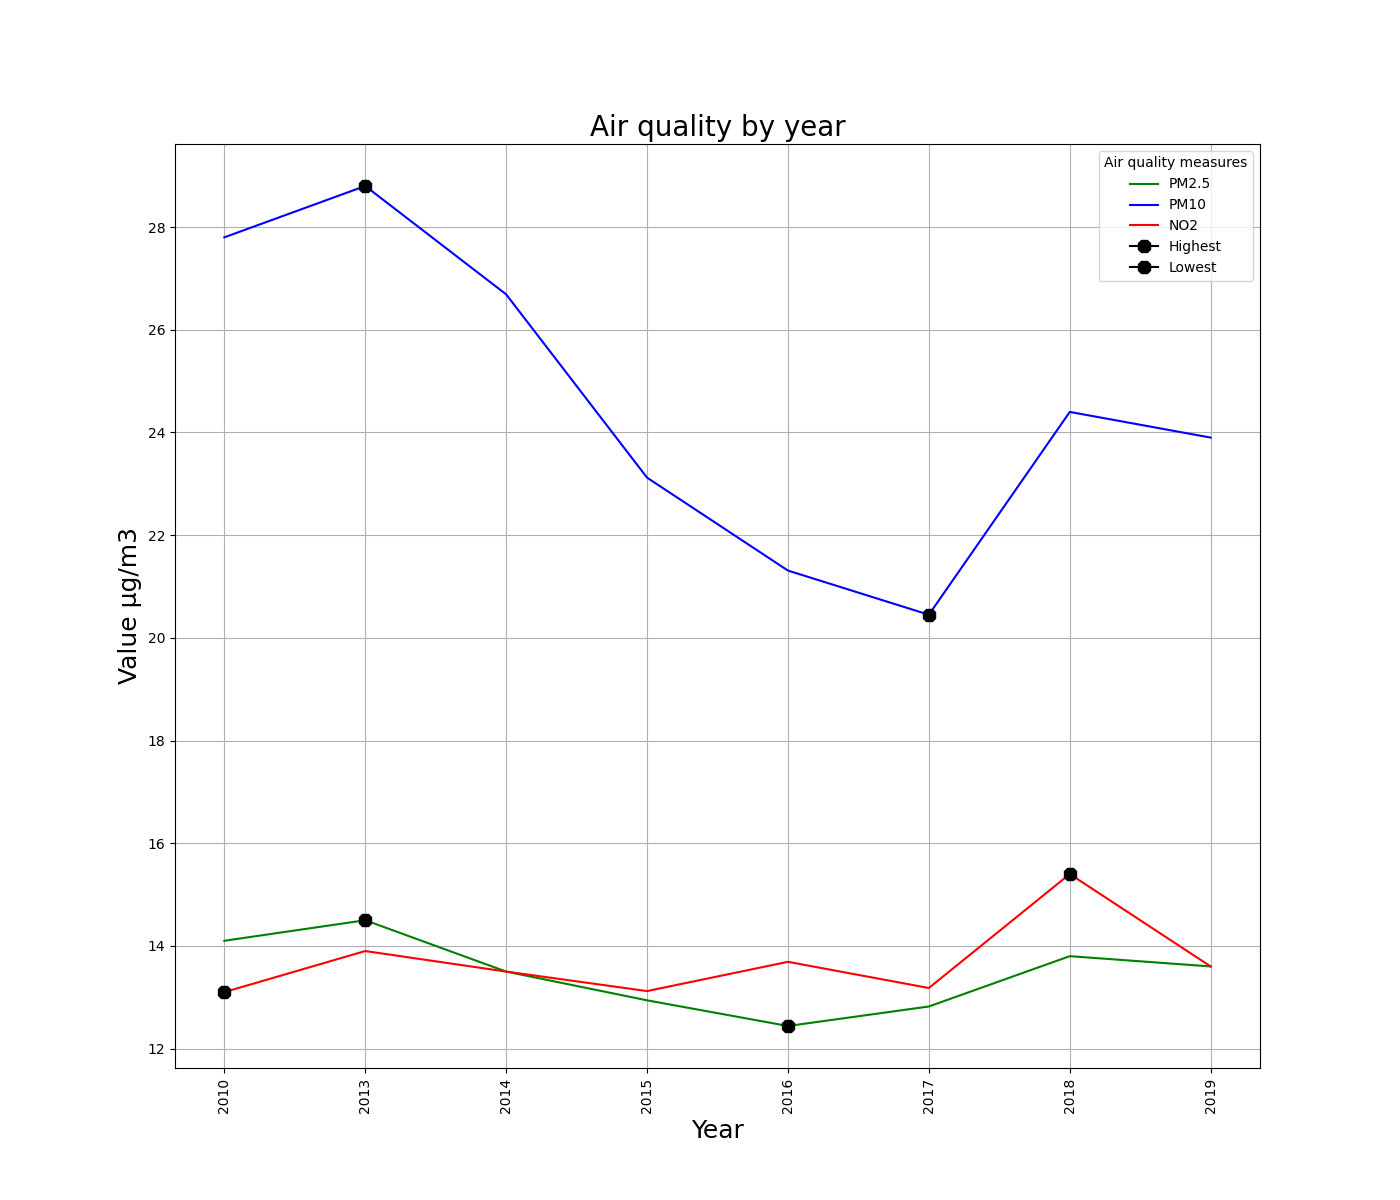 Air quality by year
Air quality measures
PM2.5
PM10
NO2
Highest
Lowest
Value µg/m3
28
26
24
22
20
18
16
14
12
2010
2013
2014
2015
2016
2017
2018
2019
Year